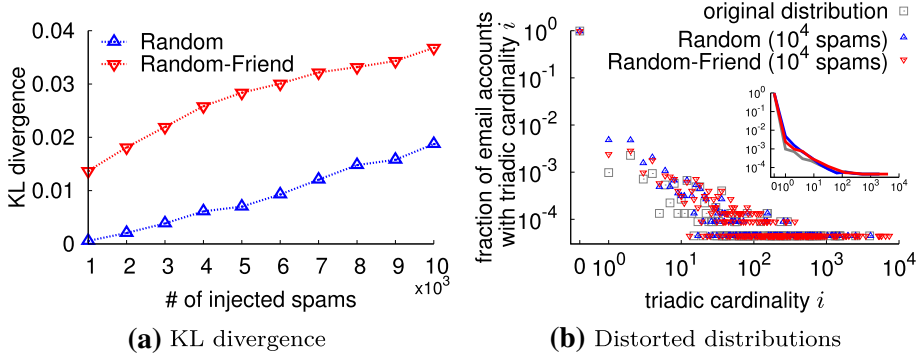 0.04
0.03
0.02
0.01
0
KL divergence
Random
Random-Friend
1 2 3 4 5 6 7 8 9 10
×10³
# of injected spams
(a) KL divergence
original distribution
Random (10⁴ spams)
Random-Friend (10⁴ spams)
fraction of email accounts
with triadic cardinality i
10⁰
10⁻¹
10⁻²
10⁻³
10⁻⁴
10⁰
10⁻¹
10⁻²
10⁻³
10⁻⁴
0 10⁰ 10¹ 10² 10³ 10⁴
0 10⁰ 10¹ 10² 10³ 10⁴
triadic cardinality i
(b) Distorted distributions